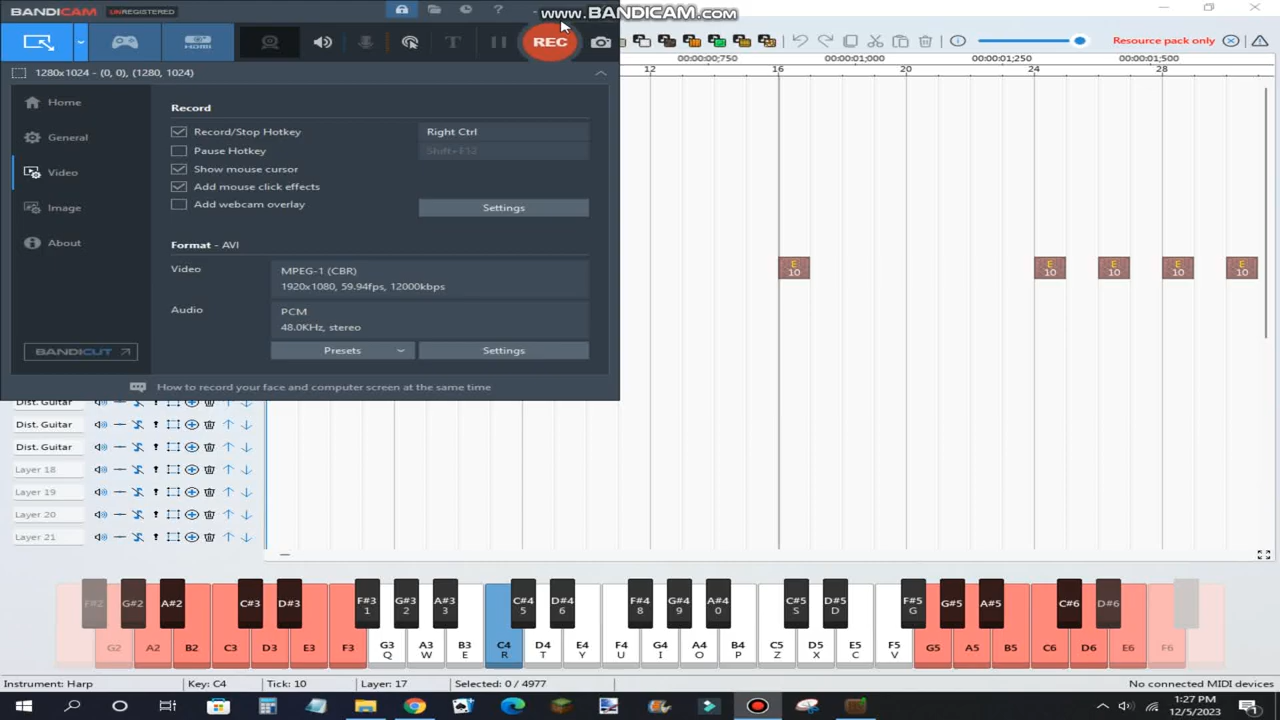 BANDICAM UNREGISTERED
www.BANDICAM.com
HDMI
T
REC
Resource pack only
1280x1024 - (0, 0), (1280, 1024)
00:00:00,750 00:00:01,000 00:00:01,250 00:00:01,500
12 16 20 24 28
Home
General
Video
Image
About
BANDICUT
Record
Record/Stop Hotkey Right Ctrl
Pause Hotkey Shift+F12
Show mouse cursor
Add mouse click effects
Add webcam overlay
Settings
Format - AVI
Video MPEG-1 (CBR)
1920x1080, 59.94fps, 12000kbps
Audio PCM
48.0KHz, stereo
Presets Settings
How to record your face and computer screen at the same time
E E E E E
10 10 10 10 10
Dist. Guitar
Dist. Guitar
Dist. Guitar
Layer 18
Layer 19
Layer 20
Layer 21
F#2 G#2 A#2 C#3 D#3 F#3 G#3 A#3 C#4 D#4 F#4 G#4 A#4 C#5 D#5 F#5 G#5 A#5 C#6 D#6
1 2 3 5 6 8 9 0 S D G
G2 A2 B2 C3 D3 E3 F3 G3 A3 B3 C4 D4 E4 F4 G4 A4 B4 C5 D5 E5 F5 G5 A5 B5 C6 D6 E6 F6
Q W E R T Y U I O P Z X C V
Instrument: Harp Key: C4 Tick: 10 Layer: 17 Selected: 0 / 4977 No connected MIDI devices
1:27 PM
12/5/2023
1